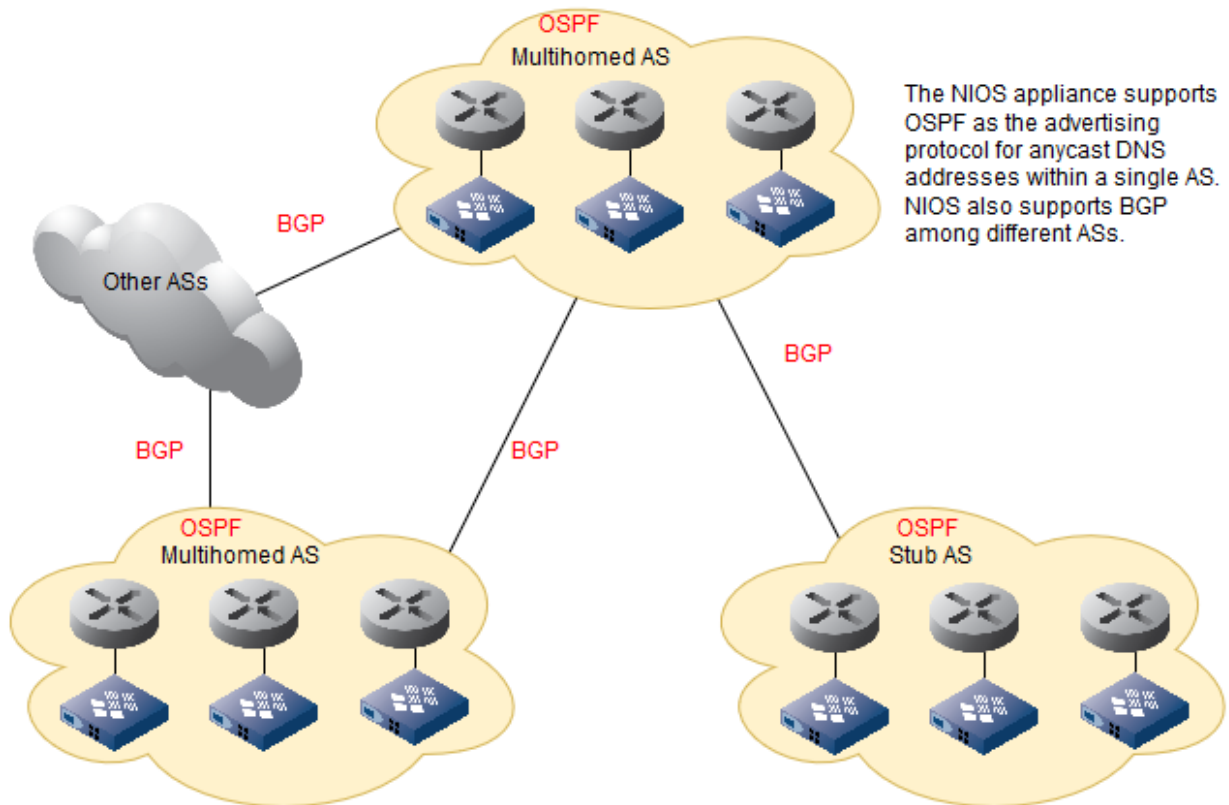 OSPF
Multihomed AS
The NIOS appliance supports
OSPF as the advertising
protocol for anycast DNS
addresses within a single AS.
NIOS also supports BGP
among different ASs.
BGP
Other ASs
BGP
BGP
BGP
OSPF
Multihomed AS
OSPF
Stub AS